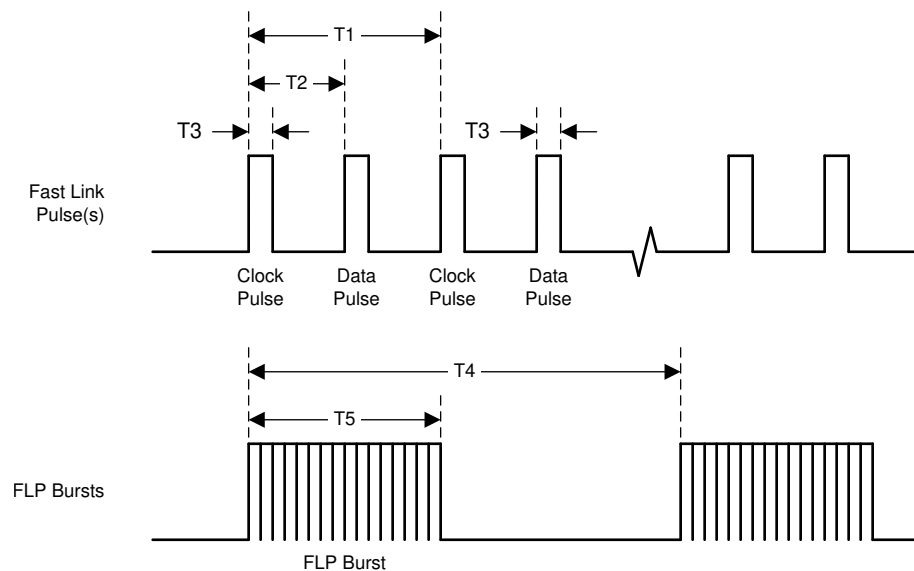 T1
T2
T3
T3
Fast Link
Pulse(s)
Clock
Pulse
Data
Pulse
Clock
Pulse
Data
Pulse
T4
T5
FLP Bursts
FLP Burst